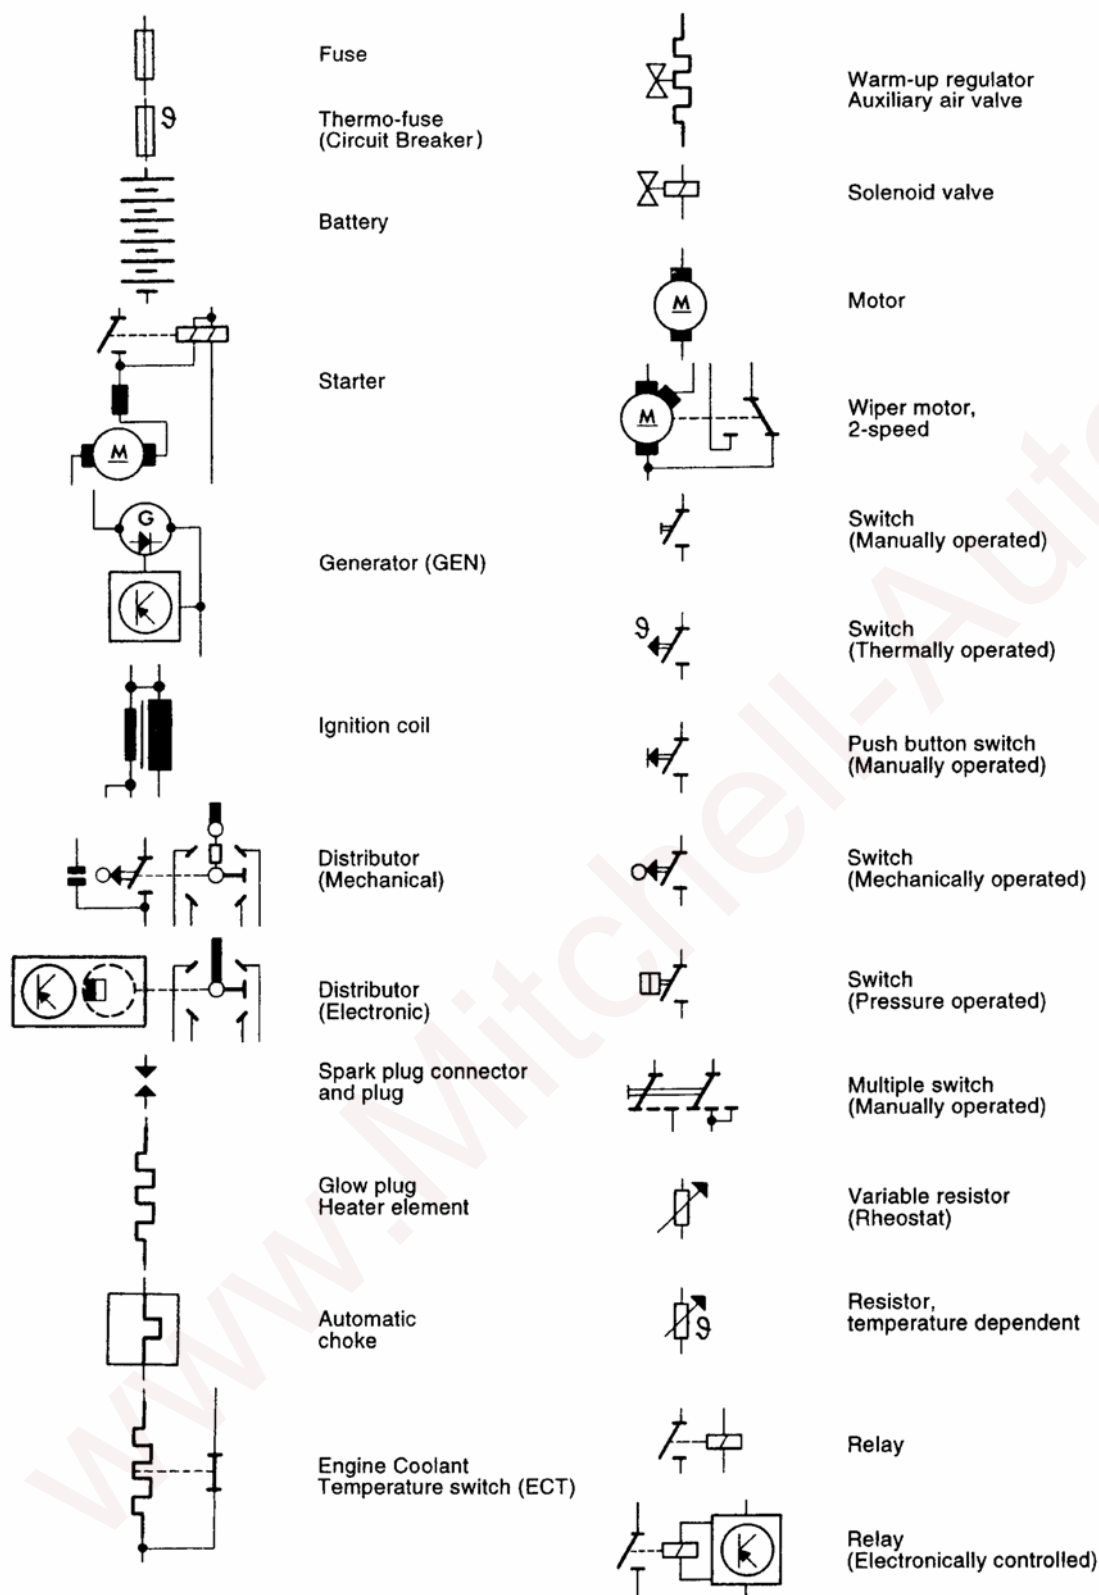 Fuse
ϑ
Thermo-fuse
(Circuit Breaker)
Battery
Starter
M
G
Generator (GEN)
Ignition coil
Distributor
(Mechanical)
Distributor
(Electronic)
Spark plug connector
and plug
Glow plug
Heater element
Automatic
choke
Engine Coolant
Temperature switch (ECT)
Warm-up regulator
Auxiliary air valve
Solenoid valve
M
Motor
M
Wiper motor,
2-speed
Switch
(Manually operated)
ϑ
Switch
(Thermally operated)
Push button switch
(Manually operated)
Switch
(Mechanically operated)
Switch
(Pressure operated)
Multiple switch
(Manually operated)
Variable resistor
(Rheostat)
ϑ
Resistor,
temperature dependent
Relay
Relay
(Electronically controlled)
www.Mitchell-Auto